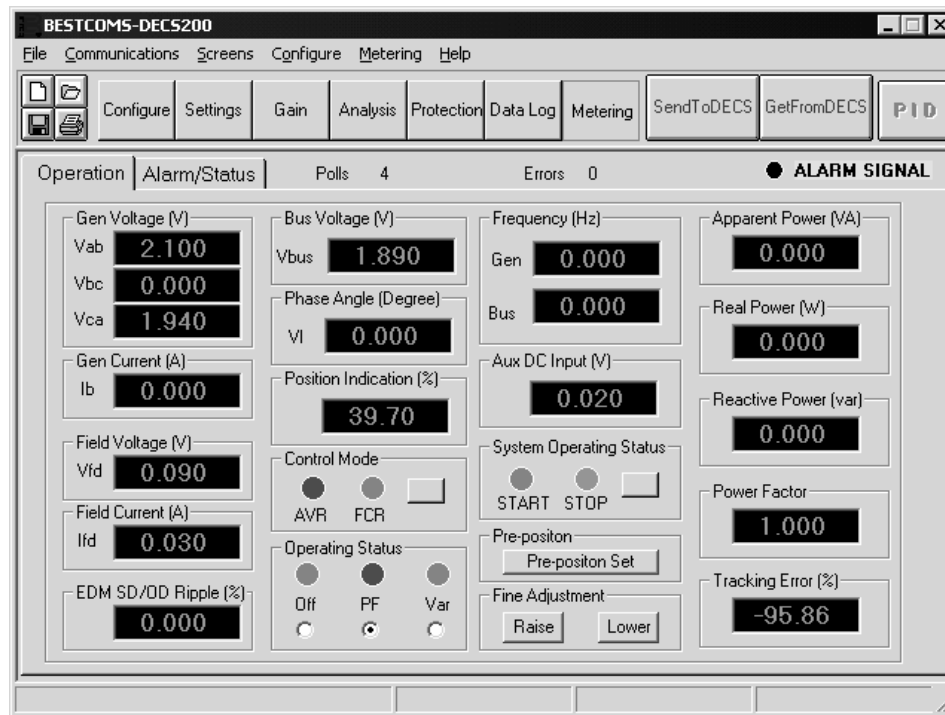 BESTCOMS-DECS200
File Communications Screens Configure Metering Help
Configure Settings Gain Analysis Protection Data Log Metering SendToDECS GetFromDECS PID
Operation Alarm/Status Polls 4 Errors 0 ALARM SIGNAL
Gen Voltage (V)
Vab 2.100
Vbc 0.000
Vca 1.940
Gen Current (A)
Ib 0.000
Field Voltage (V)
Vfd 0.090
Field Current (A)
Ifd 0.030
EDM SD/OD Ripple (%)
0.000
Bus Voltage (V)
Vbus 1.890
Phase Angle (Degree)
VI 0.000
Position Indication (%)
39.70
Control Mode
AVR FCR
Operating Status
Off PF Var
Frequency (Hz)
Gen 0.000
Bus 0.000
Aux DC Input (V)
0.020
System Operating Status
START STOP
Pre-positon
Pre-positon Set
Fine Adjustment
Raise Lower
Apparent Power (VA)
0.000
Real Power (W)
0.000
Reactive Power (var)
0.000
Power Factor
1.000
Tracking Error (%)
-95.86